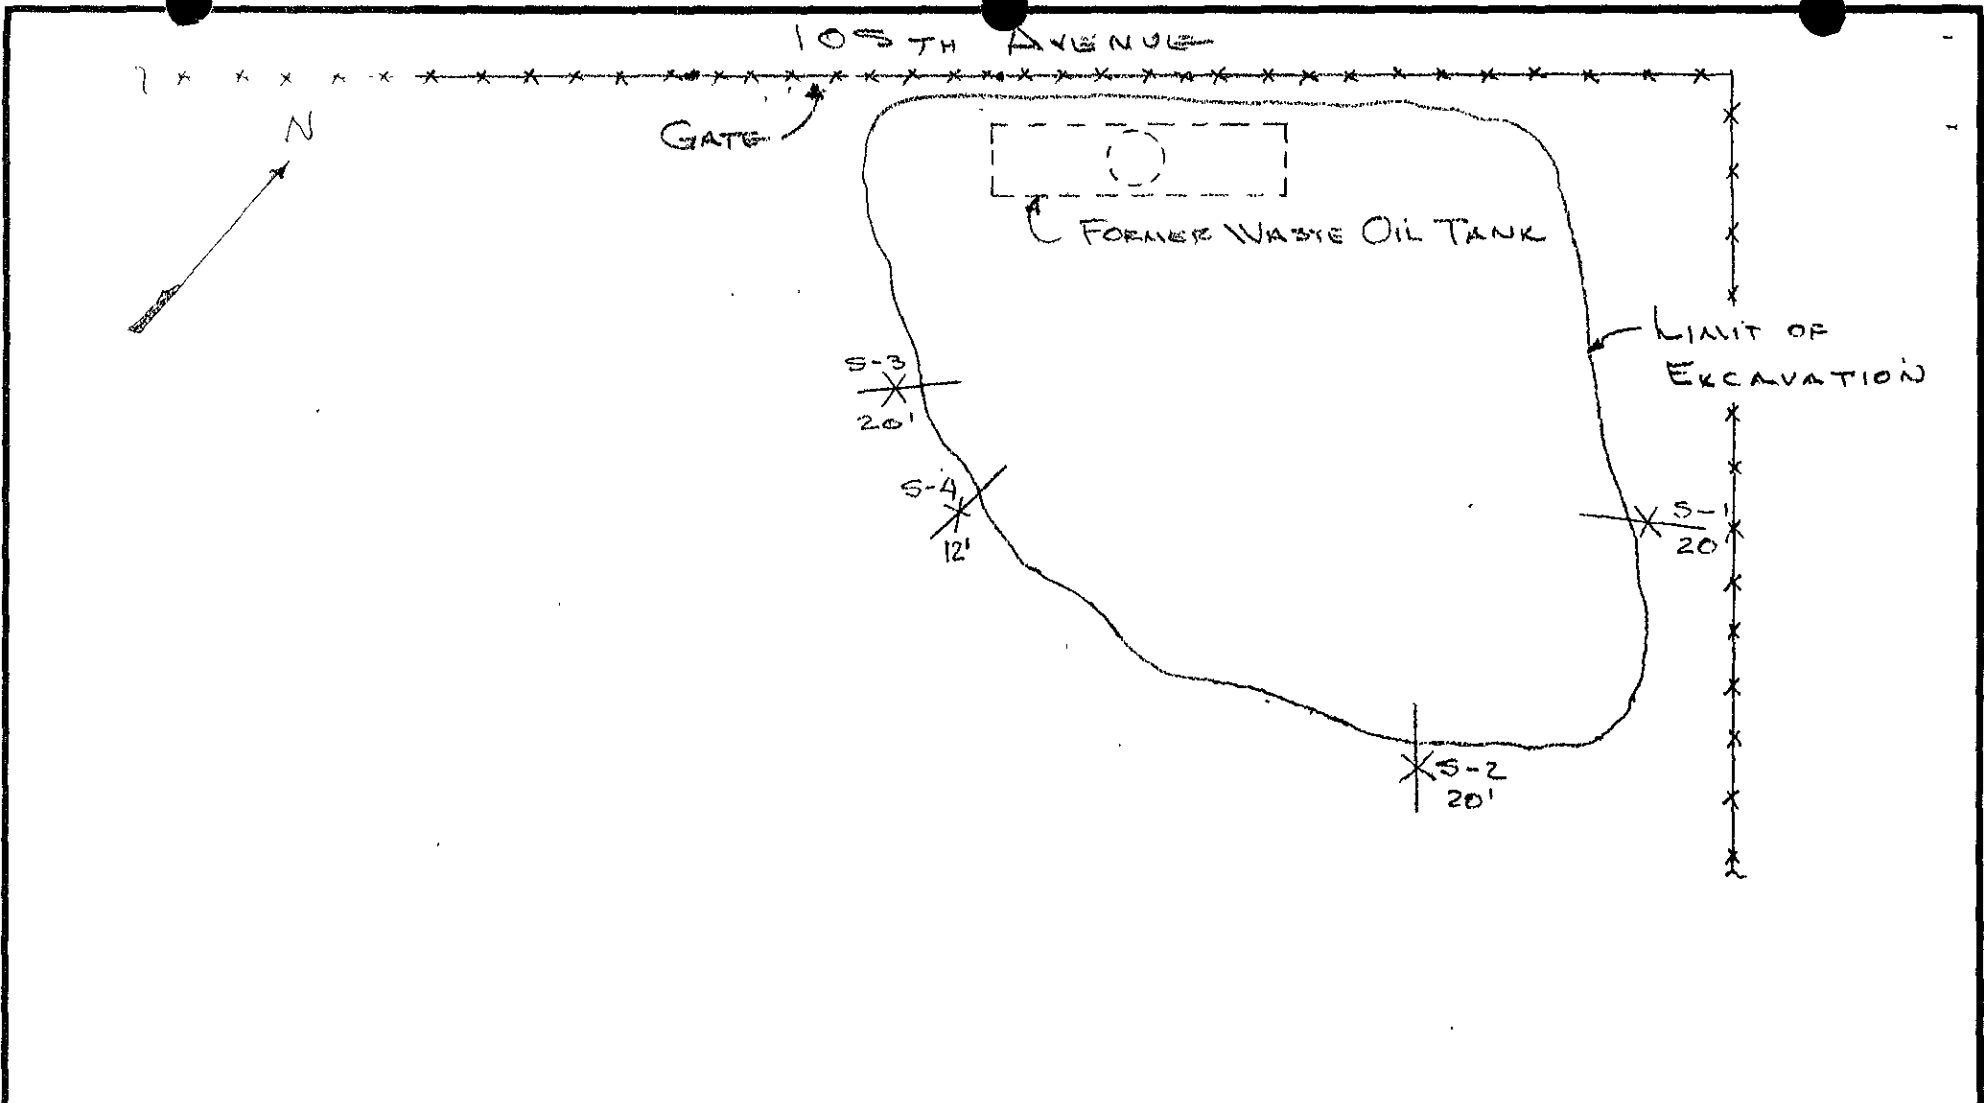 105TH AVENUE
N
GATE
FORMER WASTE OIL TANK
LIMIT OF
EXCAVATION
S-3
20'
S-4
12'
S-1
20
S-2
20'